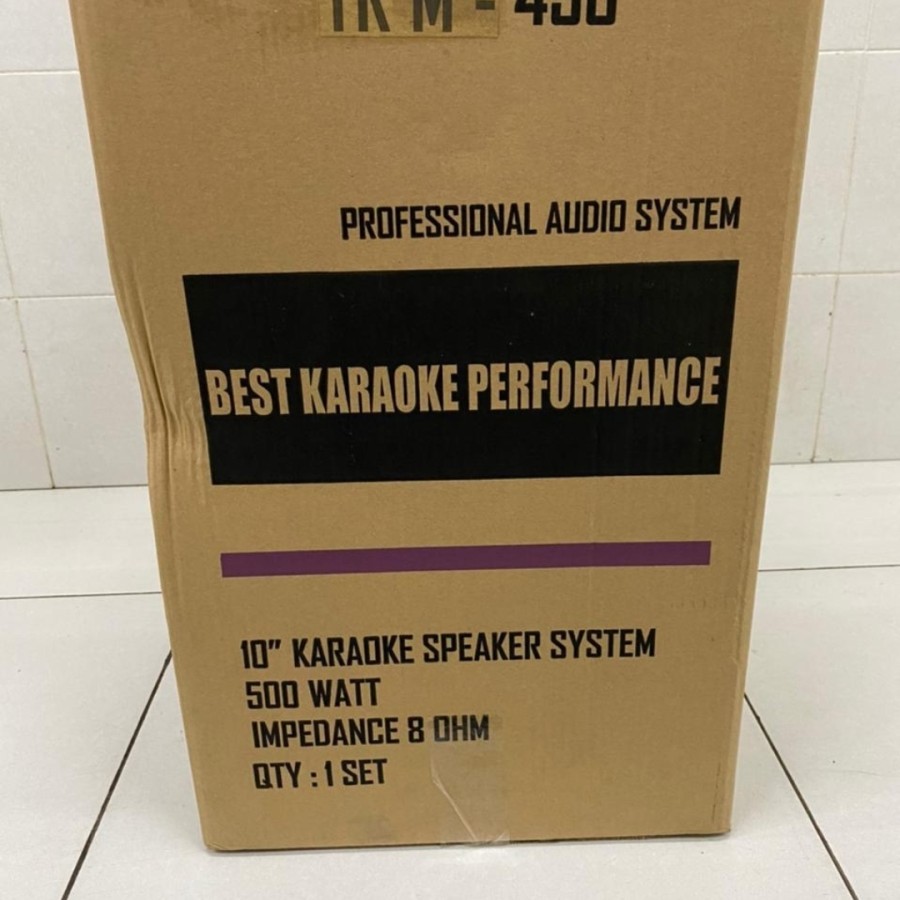 PROFESSIONAL AUDIO SYSTEM
BEST KARAOKE PERFORMANCE
10" KARAOKE SPEAKER SYSTEM
500 WATT
IMPEDANCE 8 OHM
QTY : 1 SET